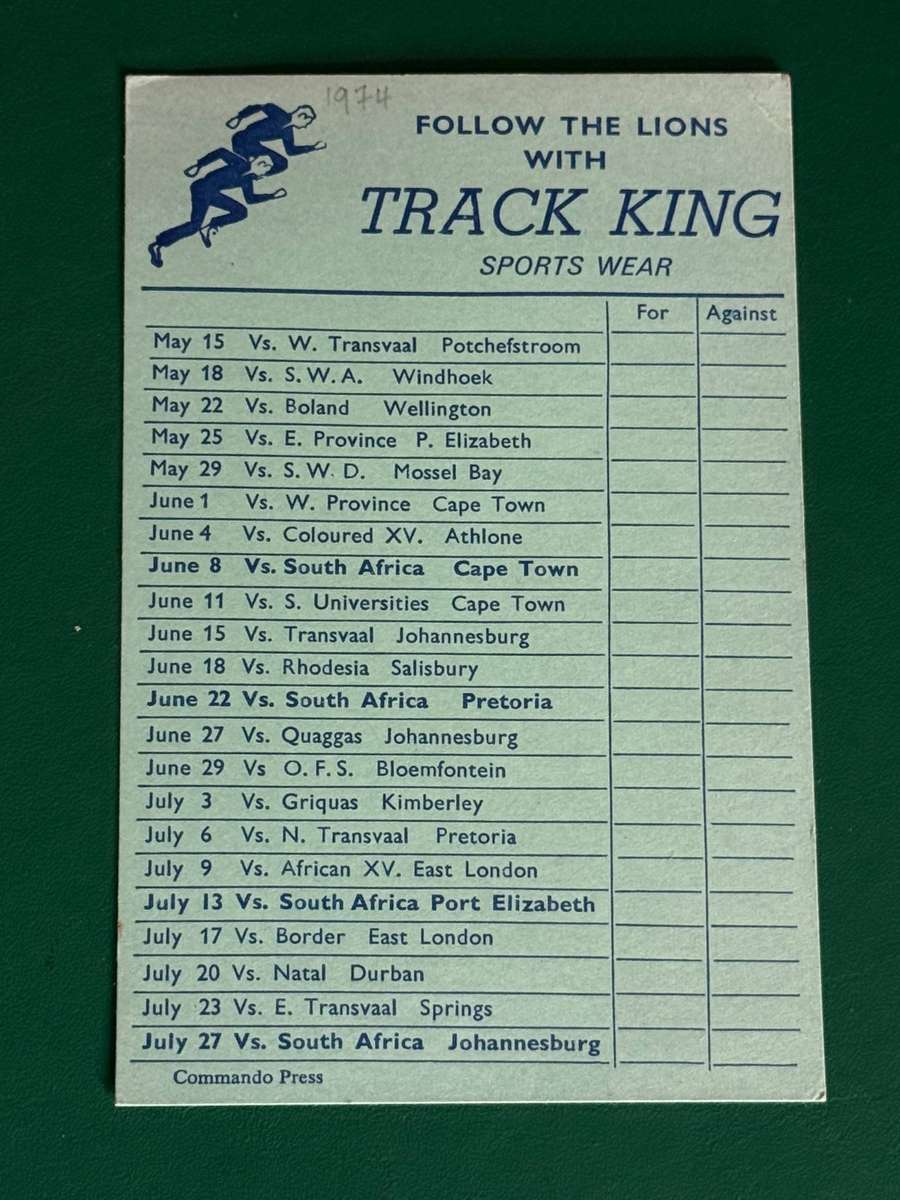 1974
FOLLOW THE LIONS
WITH
TRACK KING
SPORTS WEAR
For Against
May 15 Vs. W. Transvaal Potchefstroom
May 18 Vs. S.W.A. Windhoek
May 22 Vs. Boland Wellington
May 25 Vs. E. Province P. Elizabeth
May 29 Vs. S.W.D. Mossel Bay
June 1 Vs. W. Province Cape Town
June 4 Vs. Coloured XV. Athlone
June 8 Vs. South Africa Cape Town
June 11 Vs. S. Universities Cape Town
June 15 Vs. Transvaal Johannesburg
June 18 Vs. Rhodesia Salisbury
June 22 Vs. South Africa Pretoria
June 27 Vs. Quaggas Johannesburg
June 29 Vs O.F.S. Bloemfontein
July 3 Vs. Griquas Kimberley
July 6 Vs. N. Transvaal Pretoria
July 9 Vs. African XV. East London
July 13 Vs. South Africa Port Elizabeth
July 17 Vs. Border East London
July 20 Vs. Natal Durban
July 23 Vs. E. Transvaal Springs
July 27 Vs. South Africa Johannesburg
Commando Press